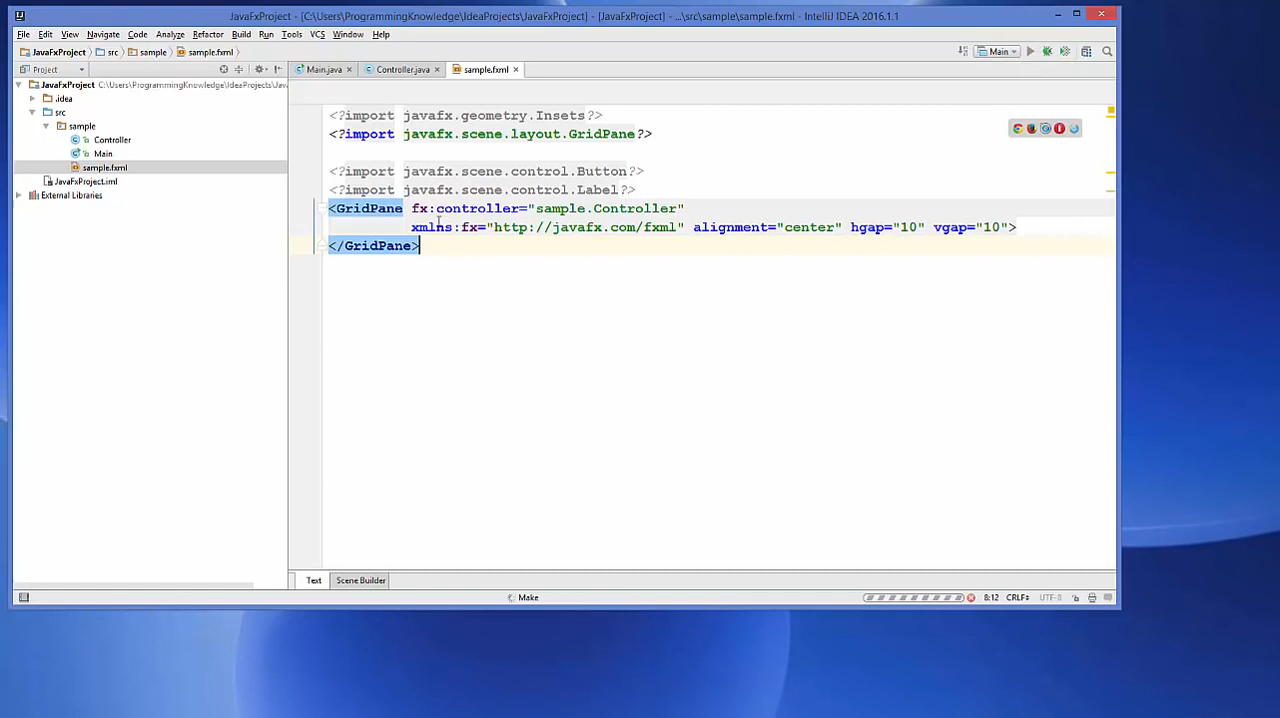 JavaFxProject - [C:\Users\ProgrammingKnowledge\IdeaProjects\JavaFxProject] - [JavaFxProject] - ...\src\sample\sample.fxml - IntelliJ IDEA 2016.1.1
File Edit View Navigate Code Analyze Refactor Build Run Tools VCS Window Help
JavaFxProject src sample sample.fxml Main
Project Main.java Controller.java sample.fxml
JavaFxProject C:\Users\ProgrammingKnowledge\IdeaProjects\Jav
.idea
src
sample
Controller
Main
sample.fxml
JavaFxProject.iml
External Libraries
<?import javafx.geometry.Insets?>
<?import javafx.scene.layout.GridPane?>
<?import javafx.scene.control.Button?>
<?import javafx.scene.control.Label?>
<GridPane fx:controller="sample.Controller"
xmlns:fx="http://javafx.com/fxml" alignment="center" hgap="10" vgap="10">
</GridPane>
Text Scene Builder
Make 8:12 CRLF÷ UTF-8